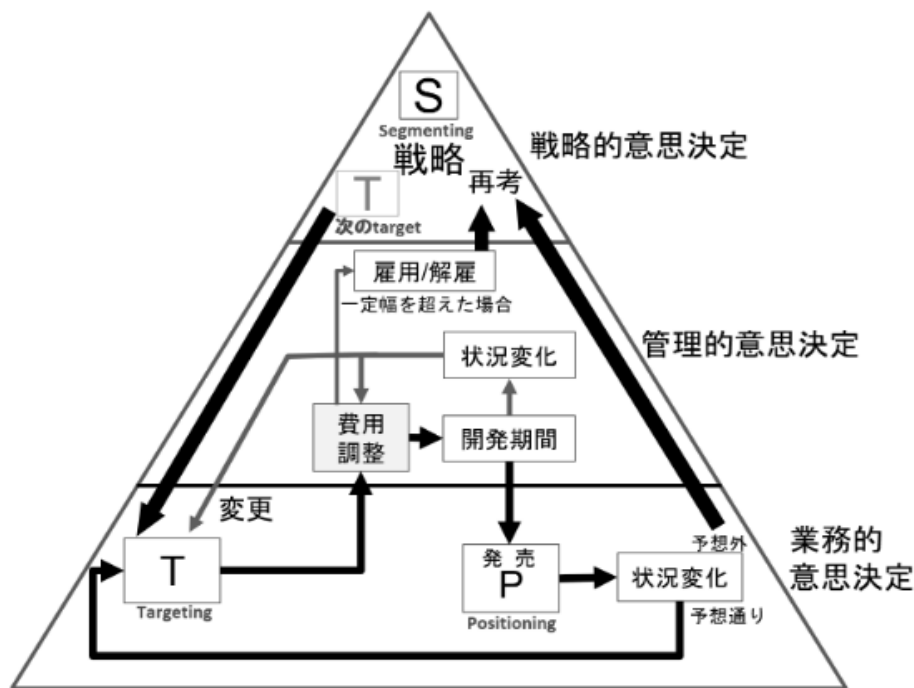 S
Segmenting
戦略
戦略的意思決定
T
再考
次のtarget
雇用/解雇
一定幅を超えた場合
管理的意思決定
状況変化
費用
調整
開発期間
変更
予想外
業務的
意思決定
T
Targeting
発売
P
Positioning
状況変化
予想通り